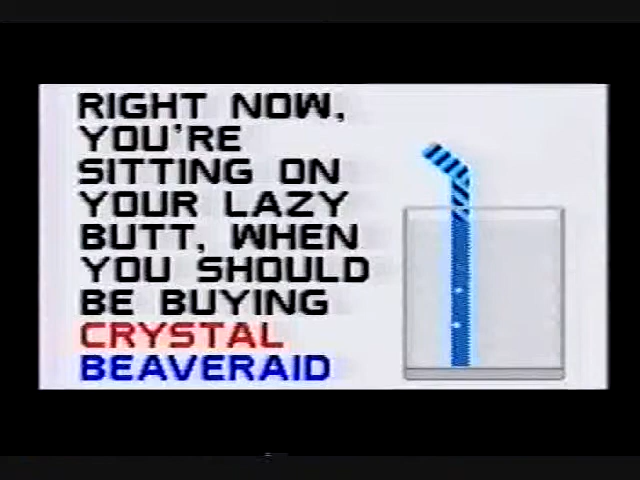 RIGHT NOW,
YOU'RE
SITTING ON
YOUR LAZY
BUTT, WHEN
YOU SHOULD
BE BUYING
CRYSTAL
BEAVERAID